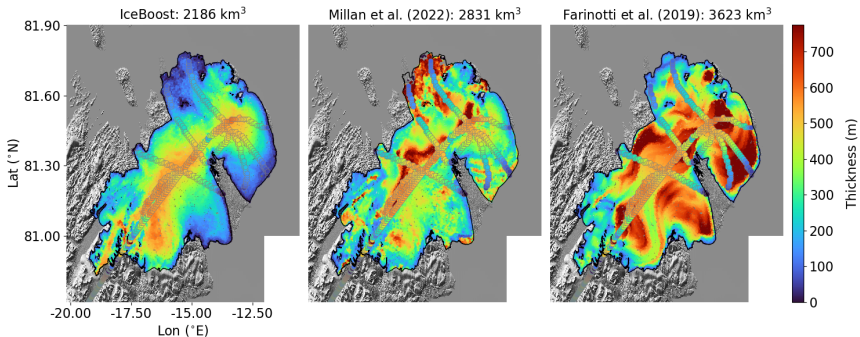 IceBoost: 2186 km³
Millan et al. (2022): 2831 km³
Farinotti et al. (2019): 3623 km³
81.90
81.60
81.30
81.00
Lat (°N)
-20.00 -17.50 -15.00 -12.50
Lon (°E)
700
600
500
400
300
200
100
0
Thickness (m)